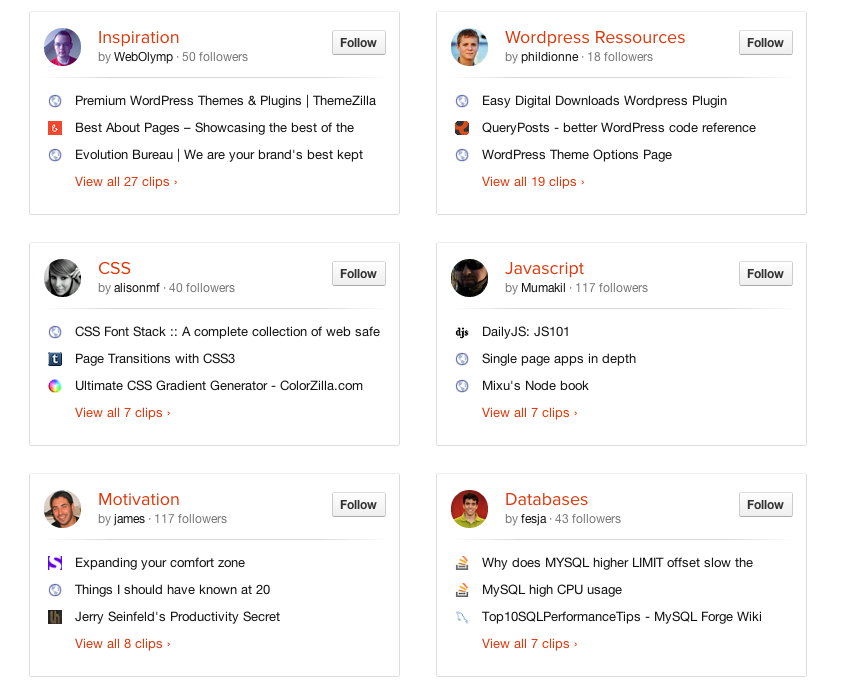 Inspiration
Follow
by WebOlymp · 50 followers
Premium WordPress Themes & Plugins | ThemeZilla
Best About Pages – Showcasing the best of the
Evolution Bureau | We are your brand's best kept
View all 27 clips ›
Wordpress Ressources
Follow
by phildionne · 18 followers
Easy Digital Downloads Wordpress Plugin
QueryPosts - better WordPress code reference
WordPress Theme Options Page
View all 19 clips ›
CSS
Follow
by alisonmf · 40 followers
CSS Font Stack :: A complete collection of web safe
t Page Transitions with CSS3
Ultimate CSS Gradient Generator - ColorZilla.com
View all 7 clips ›
Javascript
Follow
by Mumakil · 117 followers
djs DailyJS: JS101
Single page apps in depth
Mixu's Node book
View all 7 clips ›
Motivation
Follow
by james · 117 followers
Expanding your comfort zone
Things I should have known at 20
Jerry Seinfeld's Productivity Secret
View all 8 clips ›
Databases
Follow
by fesja · 43 followers
Why does MYSQL higher LIMIT offset slow the
MySQL high CPU usage
Top10SQLPerformanceTips - MySQL Forge Wiki
View all 7 clips ›